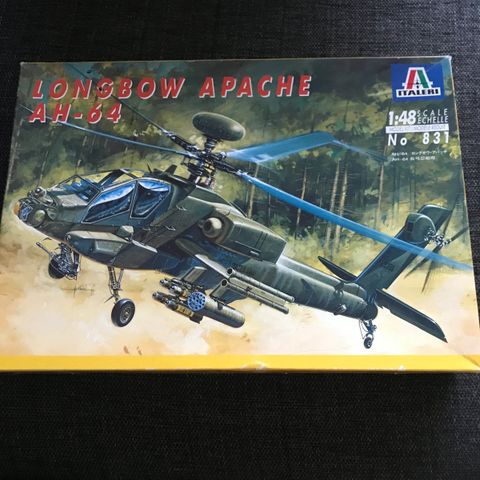 LONGBOW APACHE
AH-64
ITALERI
1:48 SCALE
ECHELLE
No 831